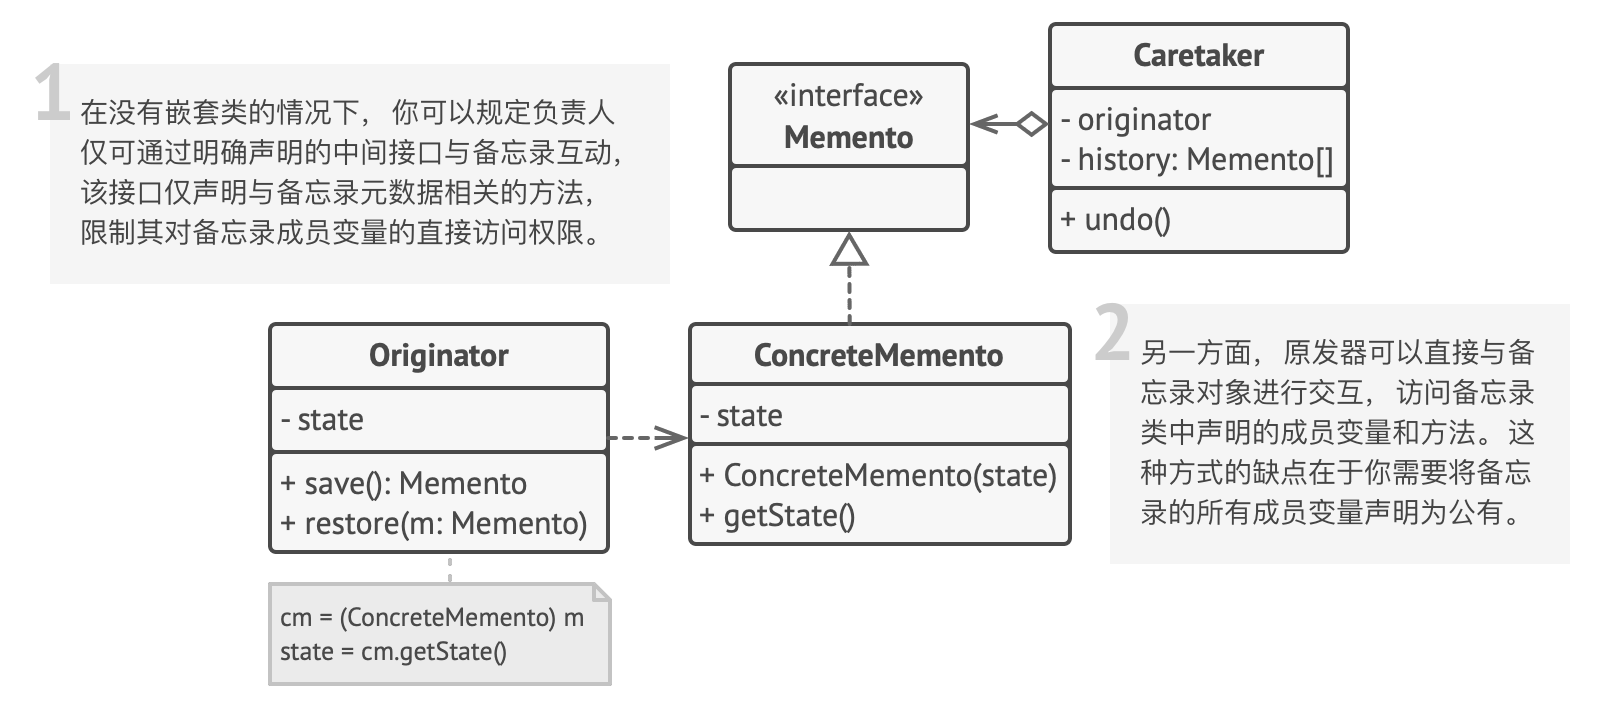 1
在没有嵌套类的情况下， 你可以规定负责人
仅可通过明确声明的中间接口与备忘录互动，
该接口仅声明与备忘录元数据相关的方法，
限制其对备忘录成员变量的直接访问权限。
«interface»
Memento
Caretaker
- originator
- history: Memento[]
+ undo()
Originator
- state
+ save(): Memento
+ restore(m: Memento)
cm = (ConcreteMemento) m
state = cm.getState()
ConcreteMemento
- state
+ ConcreteMemento(state)
+ getState()
2
另一方面， 原发器可以直接与备
忘录对象进行交互， 访问备忘录
类中声明的成员变量和方法。这
种方式的缺点在于你需要将备忘
录的所有成员变量声明为公有。